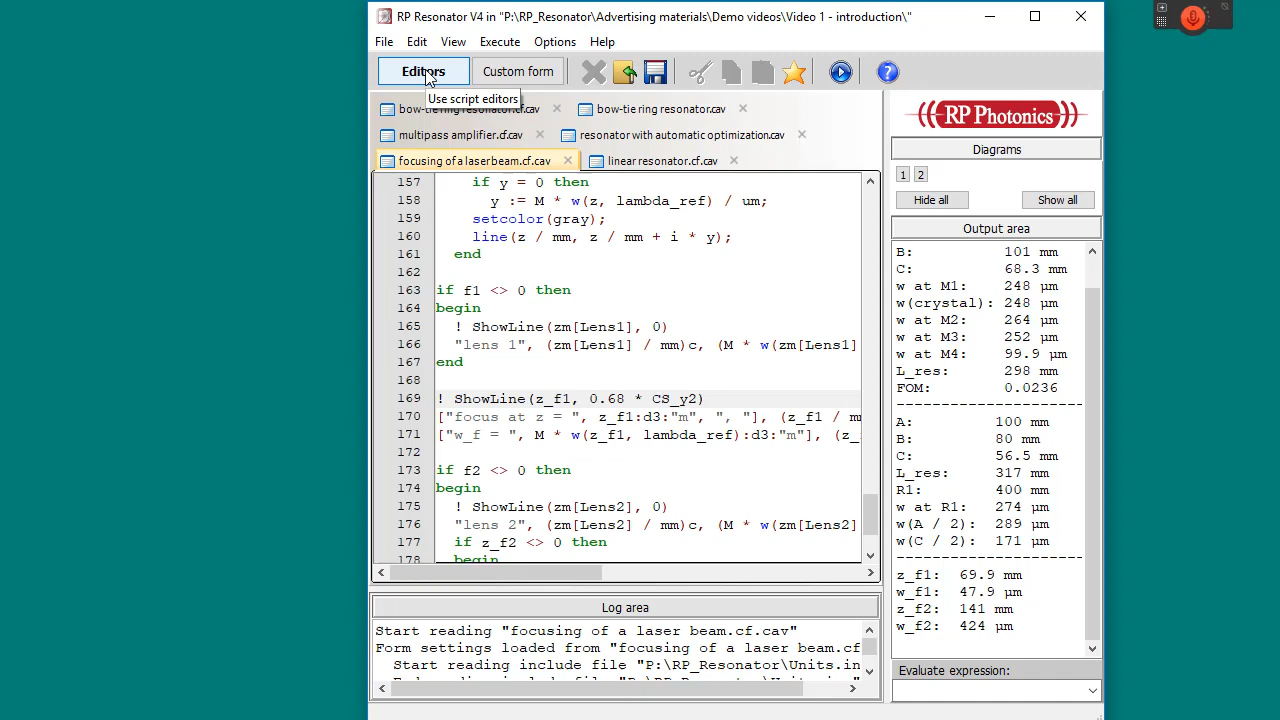 RP Resonator V4 in "P:\RP_Resonator\Advertising materials\Demo videos\Video 1 - introduction\"
File Edit View Execute Options Help
Editors Custom form
Use script editors
bow-tie ring resonator.cf.cav bow-tie ring resonator.cav
multipass amplifier.cf.cav resonator with automatic optimization.cav
focusing of a laser beam.cf.cav linear resonator.cf.cav
157 if y = 0 then
158 y := M * w(z, lambda_ref) / um;
159 setcolor(gray);
160 line(z / mm, z / mm + i * y);
161 end
162
163 if f1 <> 0 then
164 begin
165 ! ShowLine(zm[Lens1], 0)
166 "lens 1", (zm[Lens1] / mm)c, (M * w(zm[Lens1]
167 end
168
169 ! ShowLine(z_f1, 0.68 * CS_y2)
170 ["focus at z = ", z_f1:d3:"m", ", "], (z_f1 / m
171 ["w_f = ", M * w(z_f1, lambda_ref):d3:"m"], (z_
172
173 if f2 <> 0 then
174 begin
175 ! ShowLine(zm[Lens2], 0)
176 "lens 2", (zm[Lens2] / mm)c, (M * w(zm[Lens2]
177 if z_f2 <> 0 then
178 begin
Log area
Start reading "focusing of a laser beam.cf.cav"
Form settings loaded from "focusing of a laser beam.cf
Start reading include file "P:\RP_Resonator\Units.in
RP Photonics
Diagrams
1 2
Hide all Show all
Output area
B: 101 mm
C: 68.3 mm
w at M1: 248 µm
w(crystal): 248 µm
w at M2: 264 µm
w at M3: 252 µm
w at M4: 99.9 µm
L_res: 298 mm
FOM: 0.0236
----------------------
A: 100 mm
B: 80 mm
C: 56.5 mm
L_res: 317 mm
R1: 400 mm
w at R1: 274 µm
w(A / 2): 289 µm
w(C / 2): 171 µm
----------------------
z_f1: 69.9 mm
w_f1: 47.9 µm
z_f2: 141 mm
w_f2: 424 µm
Evaluate expression: